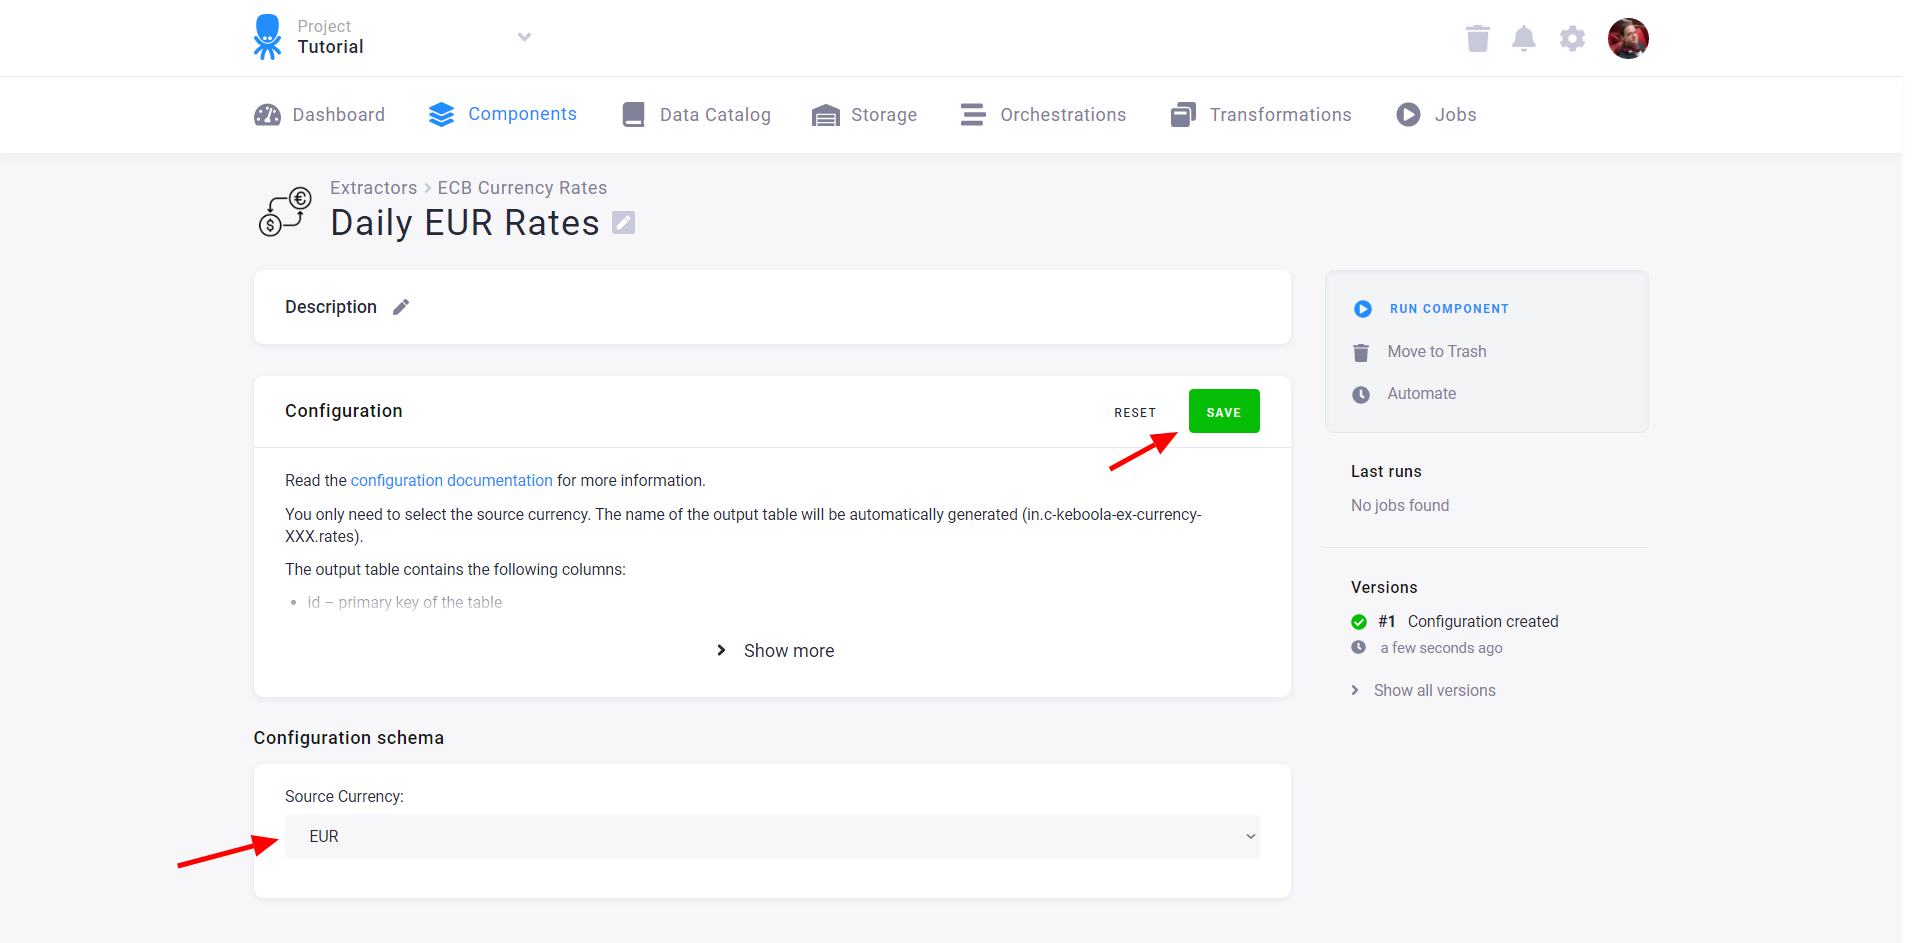 Project
Tutorial
Dashboard
Components
Data Catalog
Storage
Orchestrations
Transformations
Jobs
Extractors > ECB Currency Rates
Daily EUR Rates
Description
Configuration
RESET
SAVE
Read the configuration documentation for more information.
You only need to select the source currency. The name of the output table will be automatically generated (in.c-keboola-ex-currency-
XXX.rates).
The output table contains the following columns:
• id – primary key of the table
Show more
Configuration schema
Source Currency:
EUR
RUN COMPONENT
Move to Trash
Automate
Last runs
No jobs found
Versions
#1 Configuration created
a few seconds ago
Show all versions